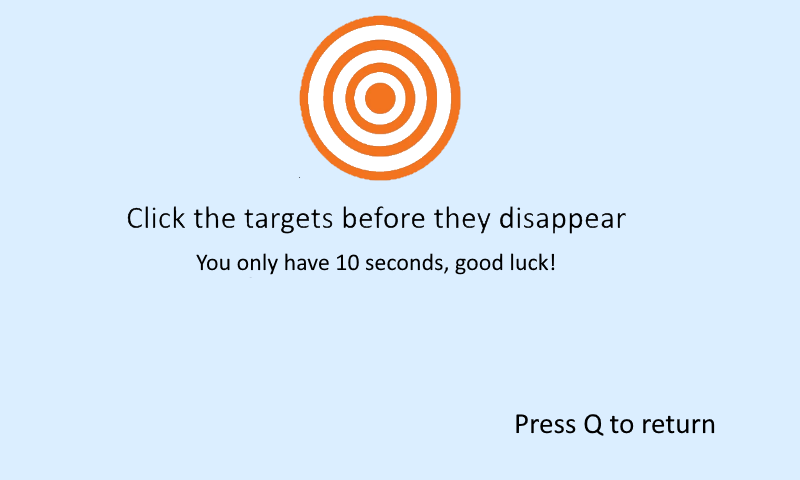 Click the targets before they disappear
You only have 10 seconds, good luck!
Press Q to return